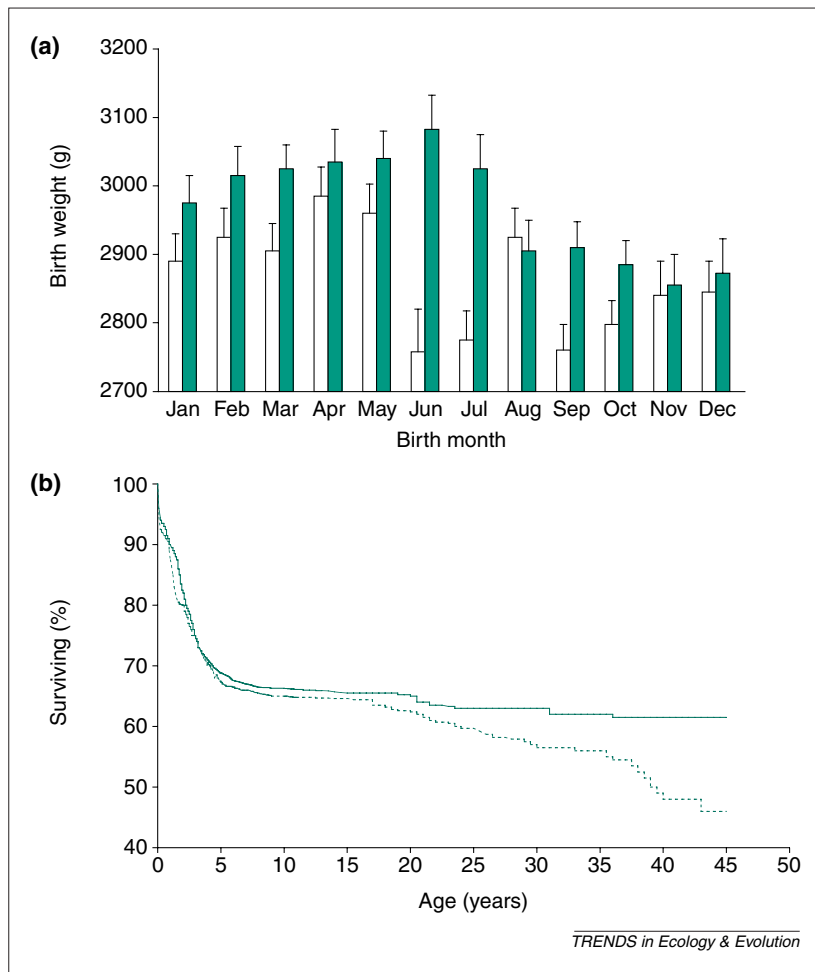 (a)
3200
3100
3000
2900
2800
2700
Birth weight (g)
Jan Feb Mar Apr May Jun Jul Aug Sep Oct Nov Dec
Birth month
(b)
100
90
80
70
60
50
40
Surviving (%)
0 5 10 15 20 25 30 35 40 45 50
Age (years)
TRENDS in Ecology & Evolution